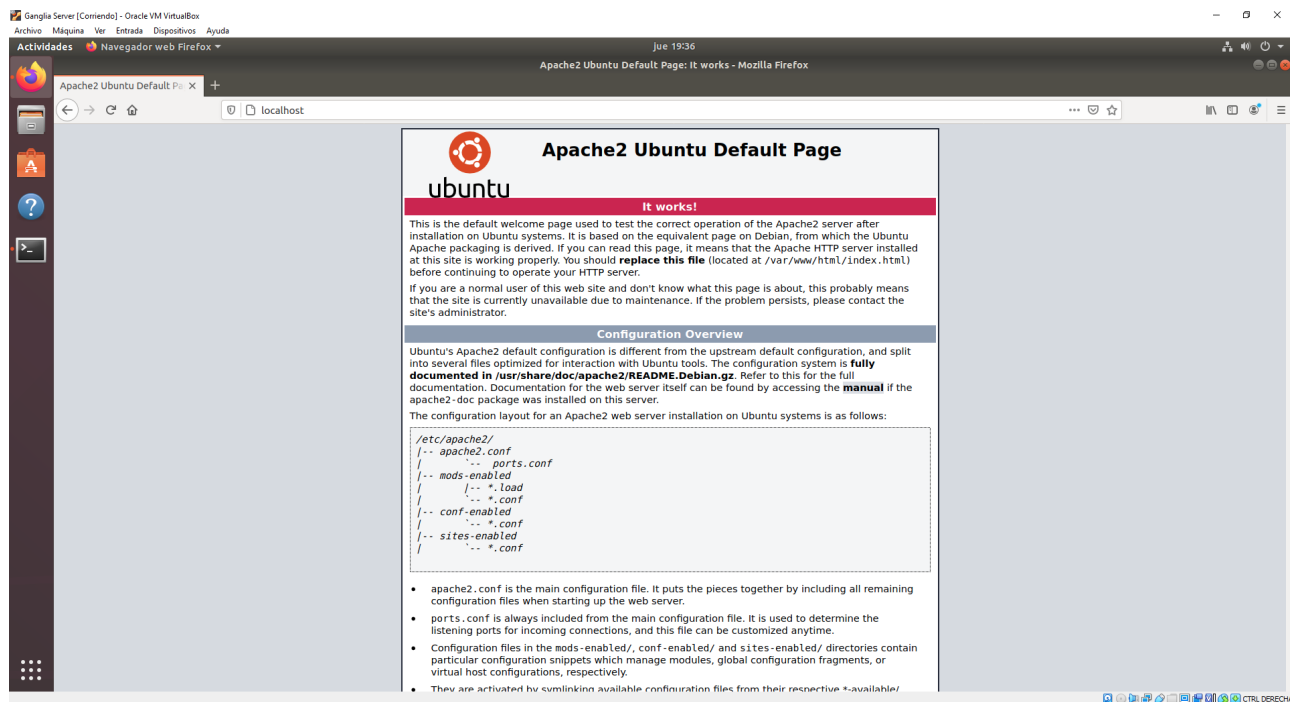 Ganglia Server [Corriendo] - Oracle VM VirtualBox
Archivo Máquina Ver Entrada Dispositivos Ayuda
Actividades Navegador web Firefox jue 19:36
Apache2 Ubuntu Default Page: It works - Mozilla Firefox
Apache2 Ubuntu Default Pa
localhost
ubuntu
Apache2 Ubuntu Default Page
It works!
This is the default welcome page used to test the correct operation of the Apache2 server after
installation on Ubuntu systems. It is based on the equivalent page on Debian, from which the Ubuntu
Apache packaging is derived. If you can read this page, it means that the Apache HTTP server installed
at this site is working properly. You should replace this file (located at /var/www/html/index.html)
before continuing to operate your HTTP server.
If you are a normal user of this web site and don't know what this page is about, this probably means
that the site is currently unavailable due to maintenance. If the problem persists, please contact the
site's administrator.
Configuration Overview
Ubuntu's Apache2 default configuration is different from the upstream default configuration, and split
into several files optimized for interaction with Ubuntu tools. The configuration system is fully
documented in /usr/share/doc/apache2/README.Debian.gz. Refer to this for the full
documentation. Documentation for the web server itself can be found by accessing the manual if the
apache2-doc package was installed on this server.
The configuration layout for an Apache2 web server installation on Ubuntu systems is as follows:
/etc/apache2/
|-- apache2.conf
|       `--  ports.conf
|-- mods-enabled
|       |-- *.load
|       `-- *.conf
|-- conf-enabled
|       `-- *.conf
|-- sites-enabled
|       `-- *.conf
• apache2.conf is the main configuration file. It puts the pieces together by including all remaining
configuration files when starting up the web server.
• ports.conf is always included from the main configuration file. It is used to determine the
listening ports for incoming connections, and this file can be customized anytime.
• Configuration files in the mods-enabled/, conf-enabled/ and sites-enabled/ directories contain
particular configuration snippets which manage modules, global configuration fragments, or
virtual host configurations, respectively.
• They are activated by symlinking available configuration files from their respective *-available/
CTRL DERECHA